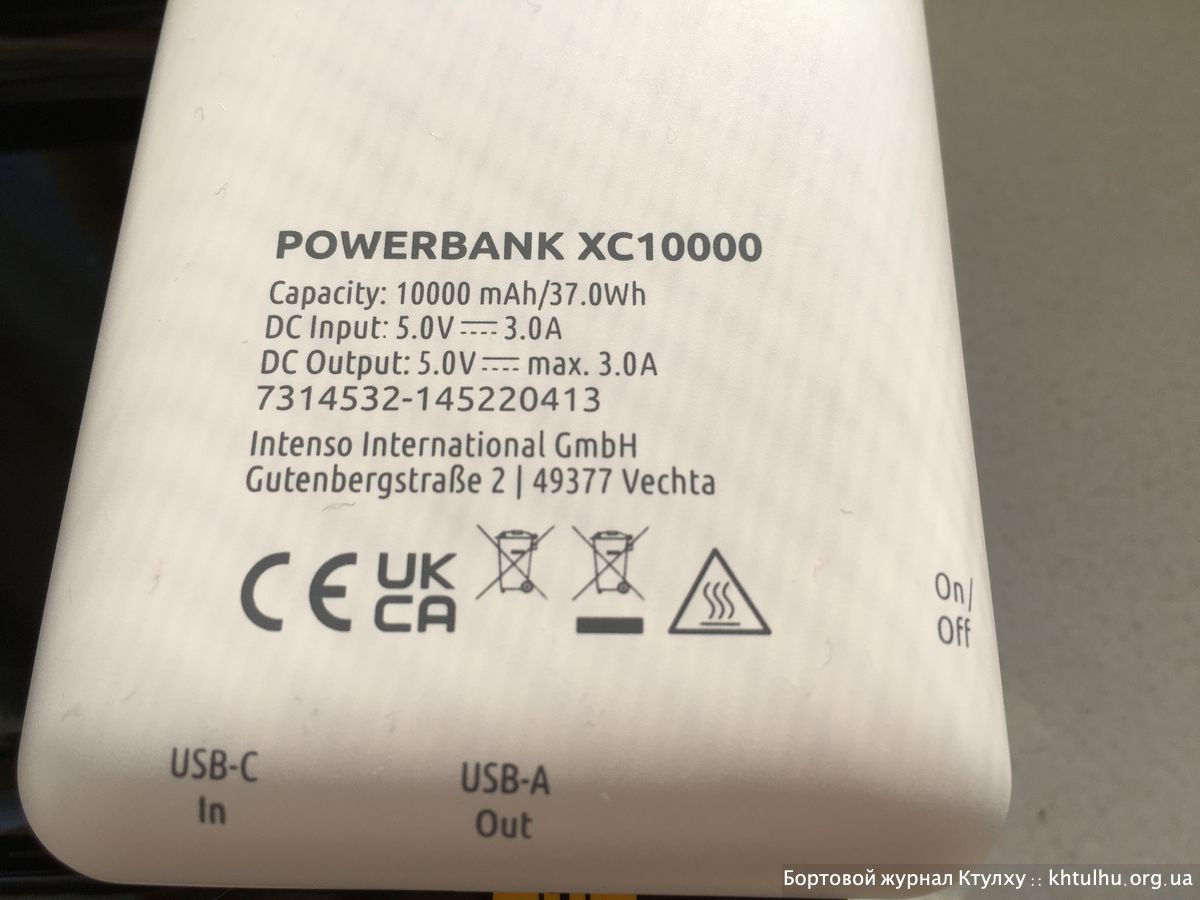 POWERBANK XC10000
Capacity: 10000 mAh/37.0Wh
DC Input: 5.0V⎓3.0A
DC Output: 5.0V⎓max. 3.0A
7314532-145220413
Intenso International GmbH
Gutenbergstraße 2 | 49377 Vechta
CE UK CA
On/
Off
USB-C
In
USB-A
Out
Бортовой журнал Ктулху :: khtulhu.org.ua